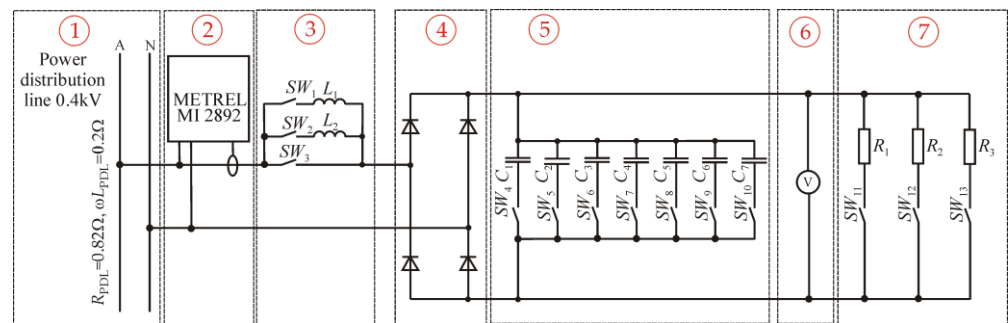 1
2
3
4
5
6
7
A
N
Power
distribution
line 0.4kV
R_PDL=0.82Ω, ωL_PDL=0.2Ω
METREL
MI 2892
SW₁ L₁
SW₂ L₂
SW₃
SW₄ C₁
SW₅ C₂
SW₆ C₃
SW₇ C₄
SW₈ C₅
SW₉ C₆
SW₁₀ C₇
V
R₁
R₂
R₃
SW₁₁
SW₁₂
SW₁₃